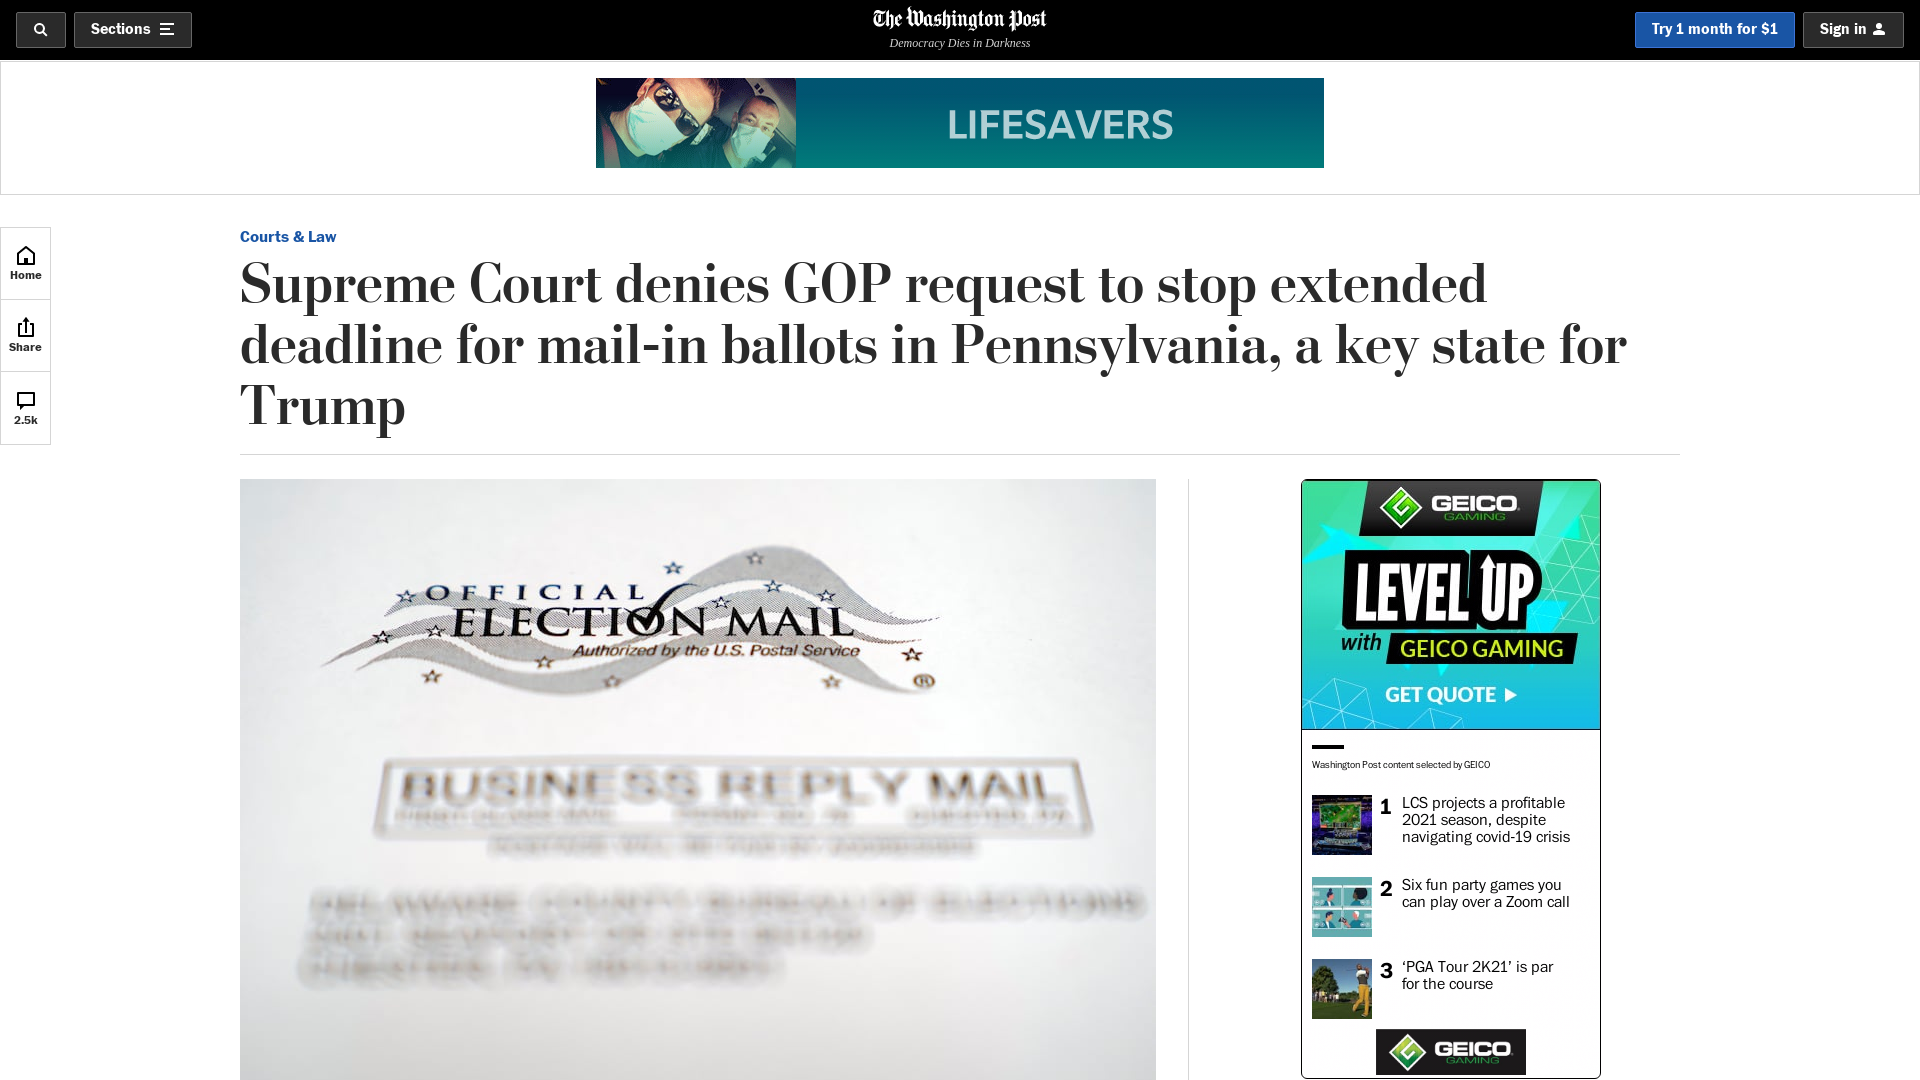 Sections
The Washington Post
Democracy Dies in Darkness
Try 1 month for $1
Sign in
LIFESAVERS
Home
Share
2.5k
Courts & Law
Supreme Court denies GOP request to stop extended
deadline for mail-in ballots in Pennsylvania, a key state for
Trump
OFFICIAL
ELECTION MAIL
Authorized by the U.S. Postal Service
®
BUSINESS REPLY MAIL
GEICO
GAMING
LEVEL UP
with GEICO GAMING
GET QUOTE
Washington Post content selected by GEICO
1 LCS projects a profitable
2021 season, despite
navigating covid-19 crisis
2 Six fun party games you
can play over a Zoom call
3 ‘PGA Tour 2K21’ is par
for the course
GEICO
GAMING